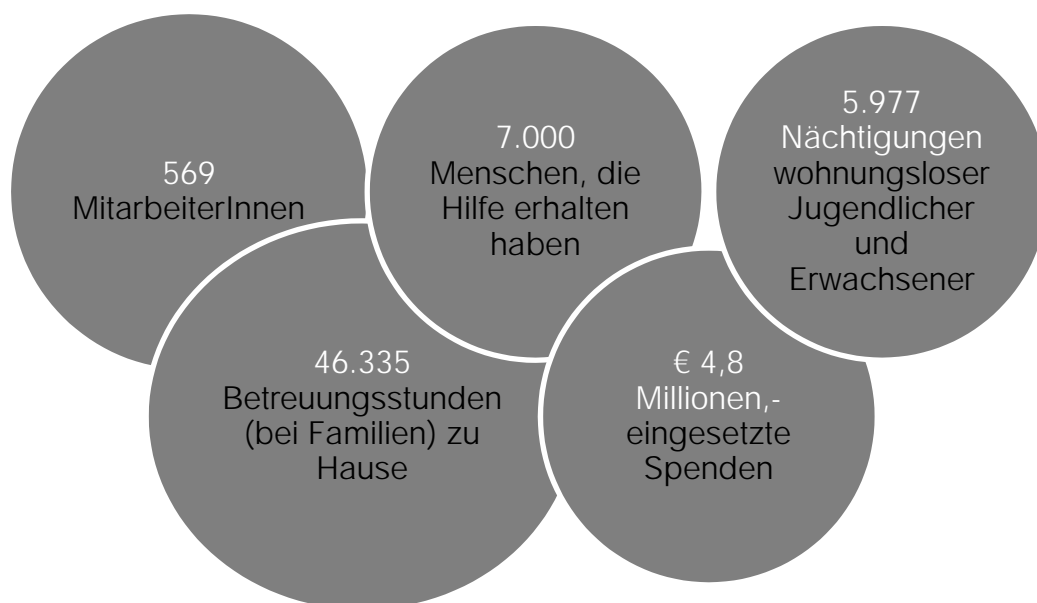 569
MitarbeiterInnen
7.000
Menschen, die
Hilfe erhalten
haben
5.977
Nächtigungen
wohnungsloser
Jugendlicher
und
Erwachsener
46.335
Betreuungsstunden
(bei Familien) zu
Hause
€ 4,8
Millionen,-
eingesetzte
Spenden